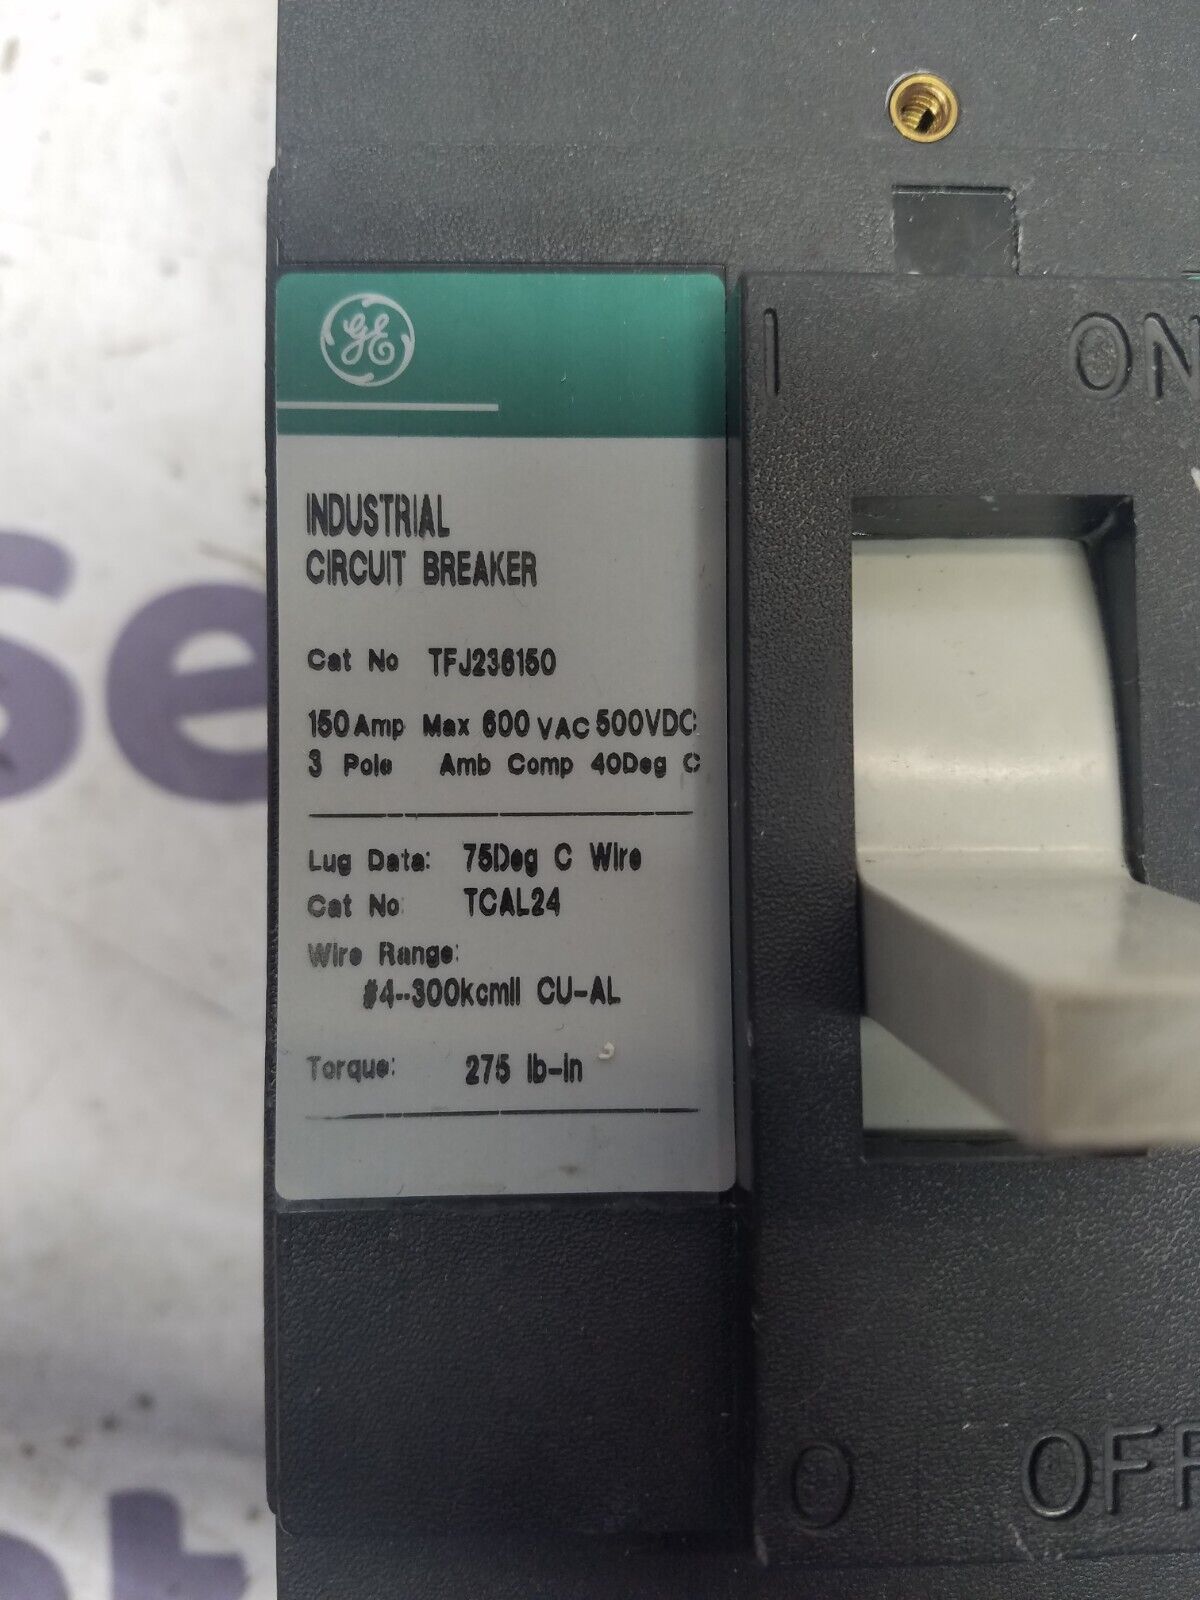 GE
I ON
INDUSTRIAL
CIRCUIT BREAKER
Cat No TFJ236150
150 Amp Max 600 VAC 500VDC
3 Pole Amb Comp 40Deg C
Lug Data: 75Deg C Wire
Cat No: TCAL24
Wire Range:
#4--300kcmil CU-AL
Torque: 275 lb-in
O OFF
Se